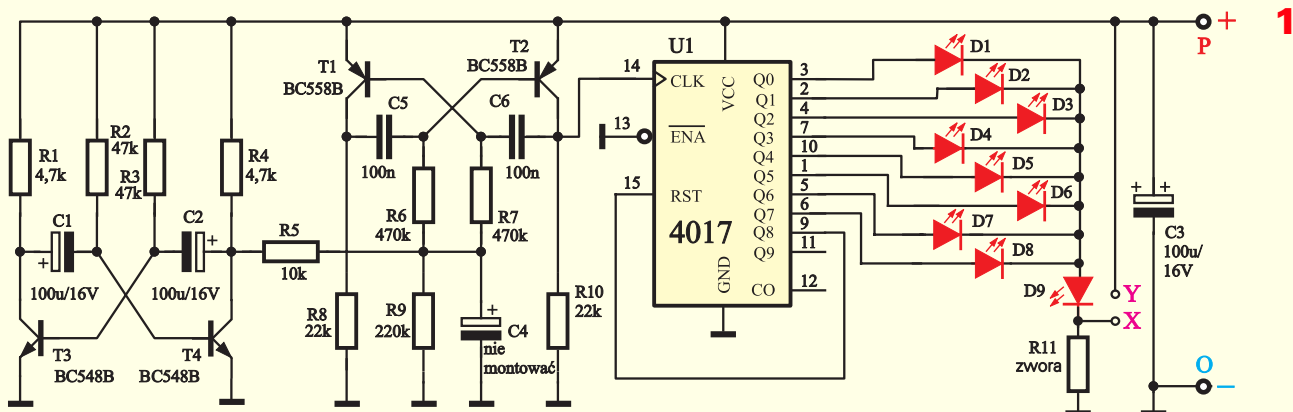 1
P +
R1
4,7k
R2
47k
R3
47k
R4
4,7k
C1
+
100u/16V
C2
+
100u/16V
T3
BC548B
T4
BC548B
R5
10k
T1
BC558B
T2
BC558B
C5
100n
C6
100n
R6
470k
R7
470k
R8
22k
R9
220k
+
C4
nie
montować
R10
22k
U1
4017
14
CLK
13
ENA
15
RST
VCC
GND
Q0
3
Q1
2
Q2
4
Q3
7
Q4
10
Q5
1
Q6
5
Q7
6
Q8
9
Q9
11
CO
12
D1
D2
D3
D4
D5
D6
D7
D8
D9
Y
X
R11
zwora
+ +
C3
100u/
16V
O
−